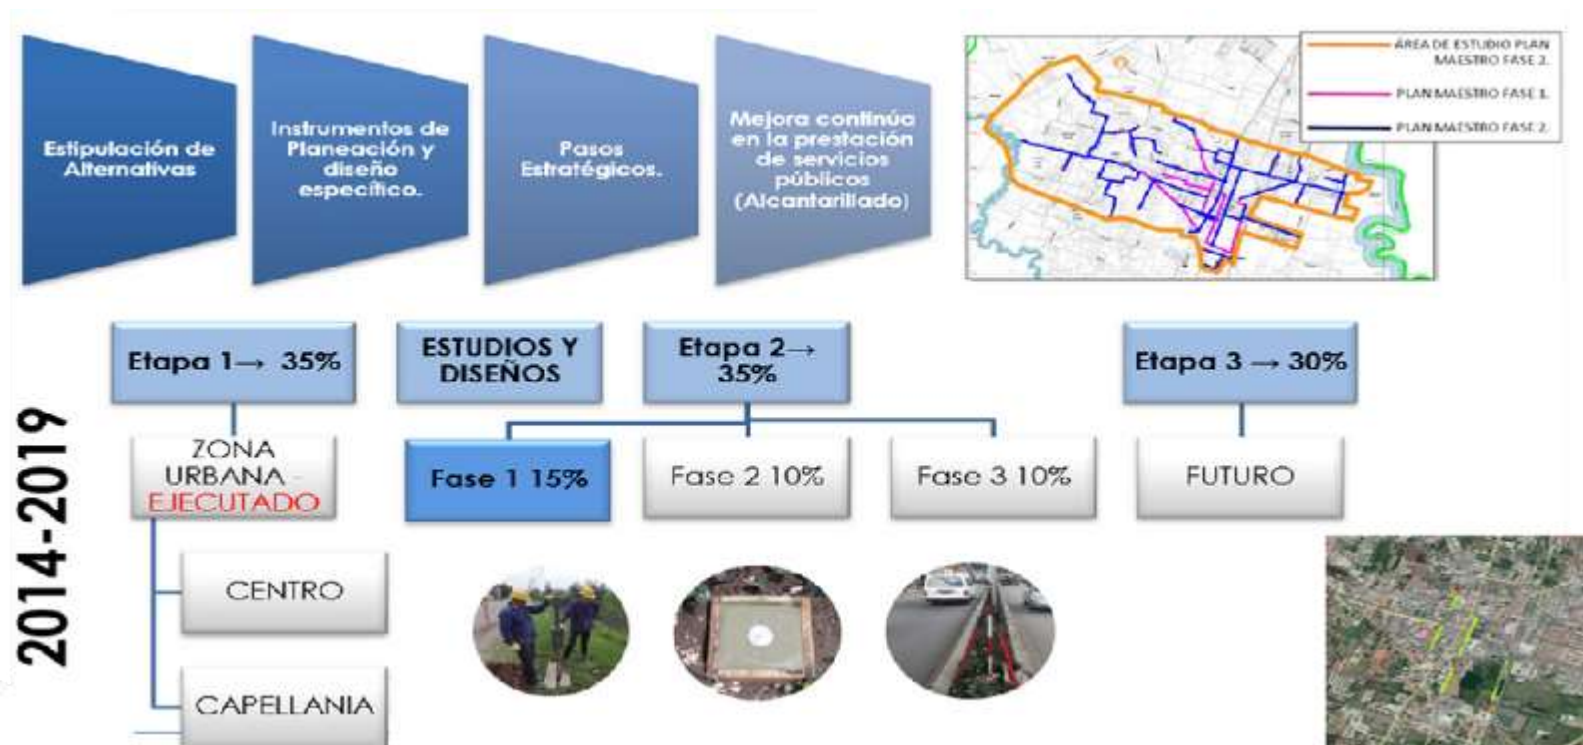 Estipulación de
Alternativas
Instrumentos de
Planeación y
diseño
específico.
Pasos
Estratégicos.
Mejora continúa
en la prestación
de servicios
públicos
(Alcantarillado)
ÁREA DE ESTUDIO PLAN
MAESTRO FASE 2.
PLAN MAESTRO FASE 1.
PLAN MAESTRO FASE 2.
2014-2019
Etapa 1→ 35%
ZONA
URBANA -
EJECUTADO
CENTRO
CAPELLANIA
ESTUDIOS Y
DISEÑOS
Etapa 2→
35%
Fase 1 15%
Fase 2 10%
Fase 3 10%
Etapa 3 → 30%
FUTURO